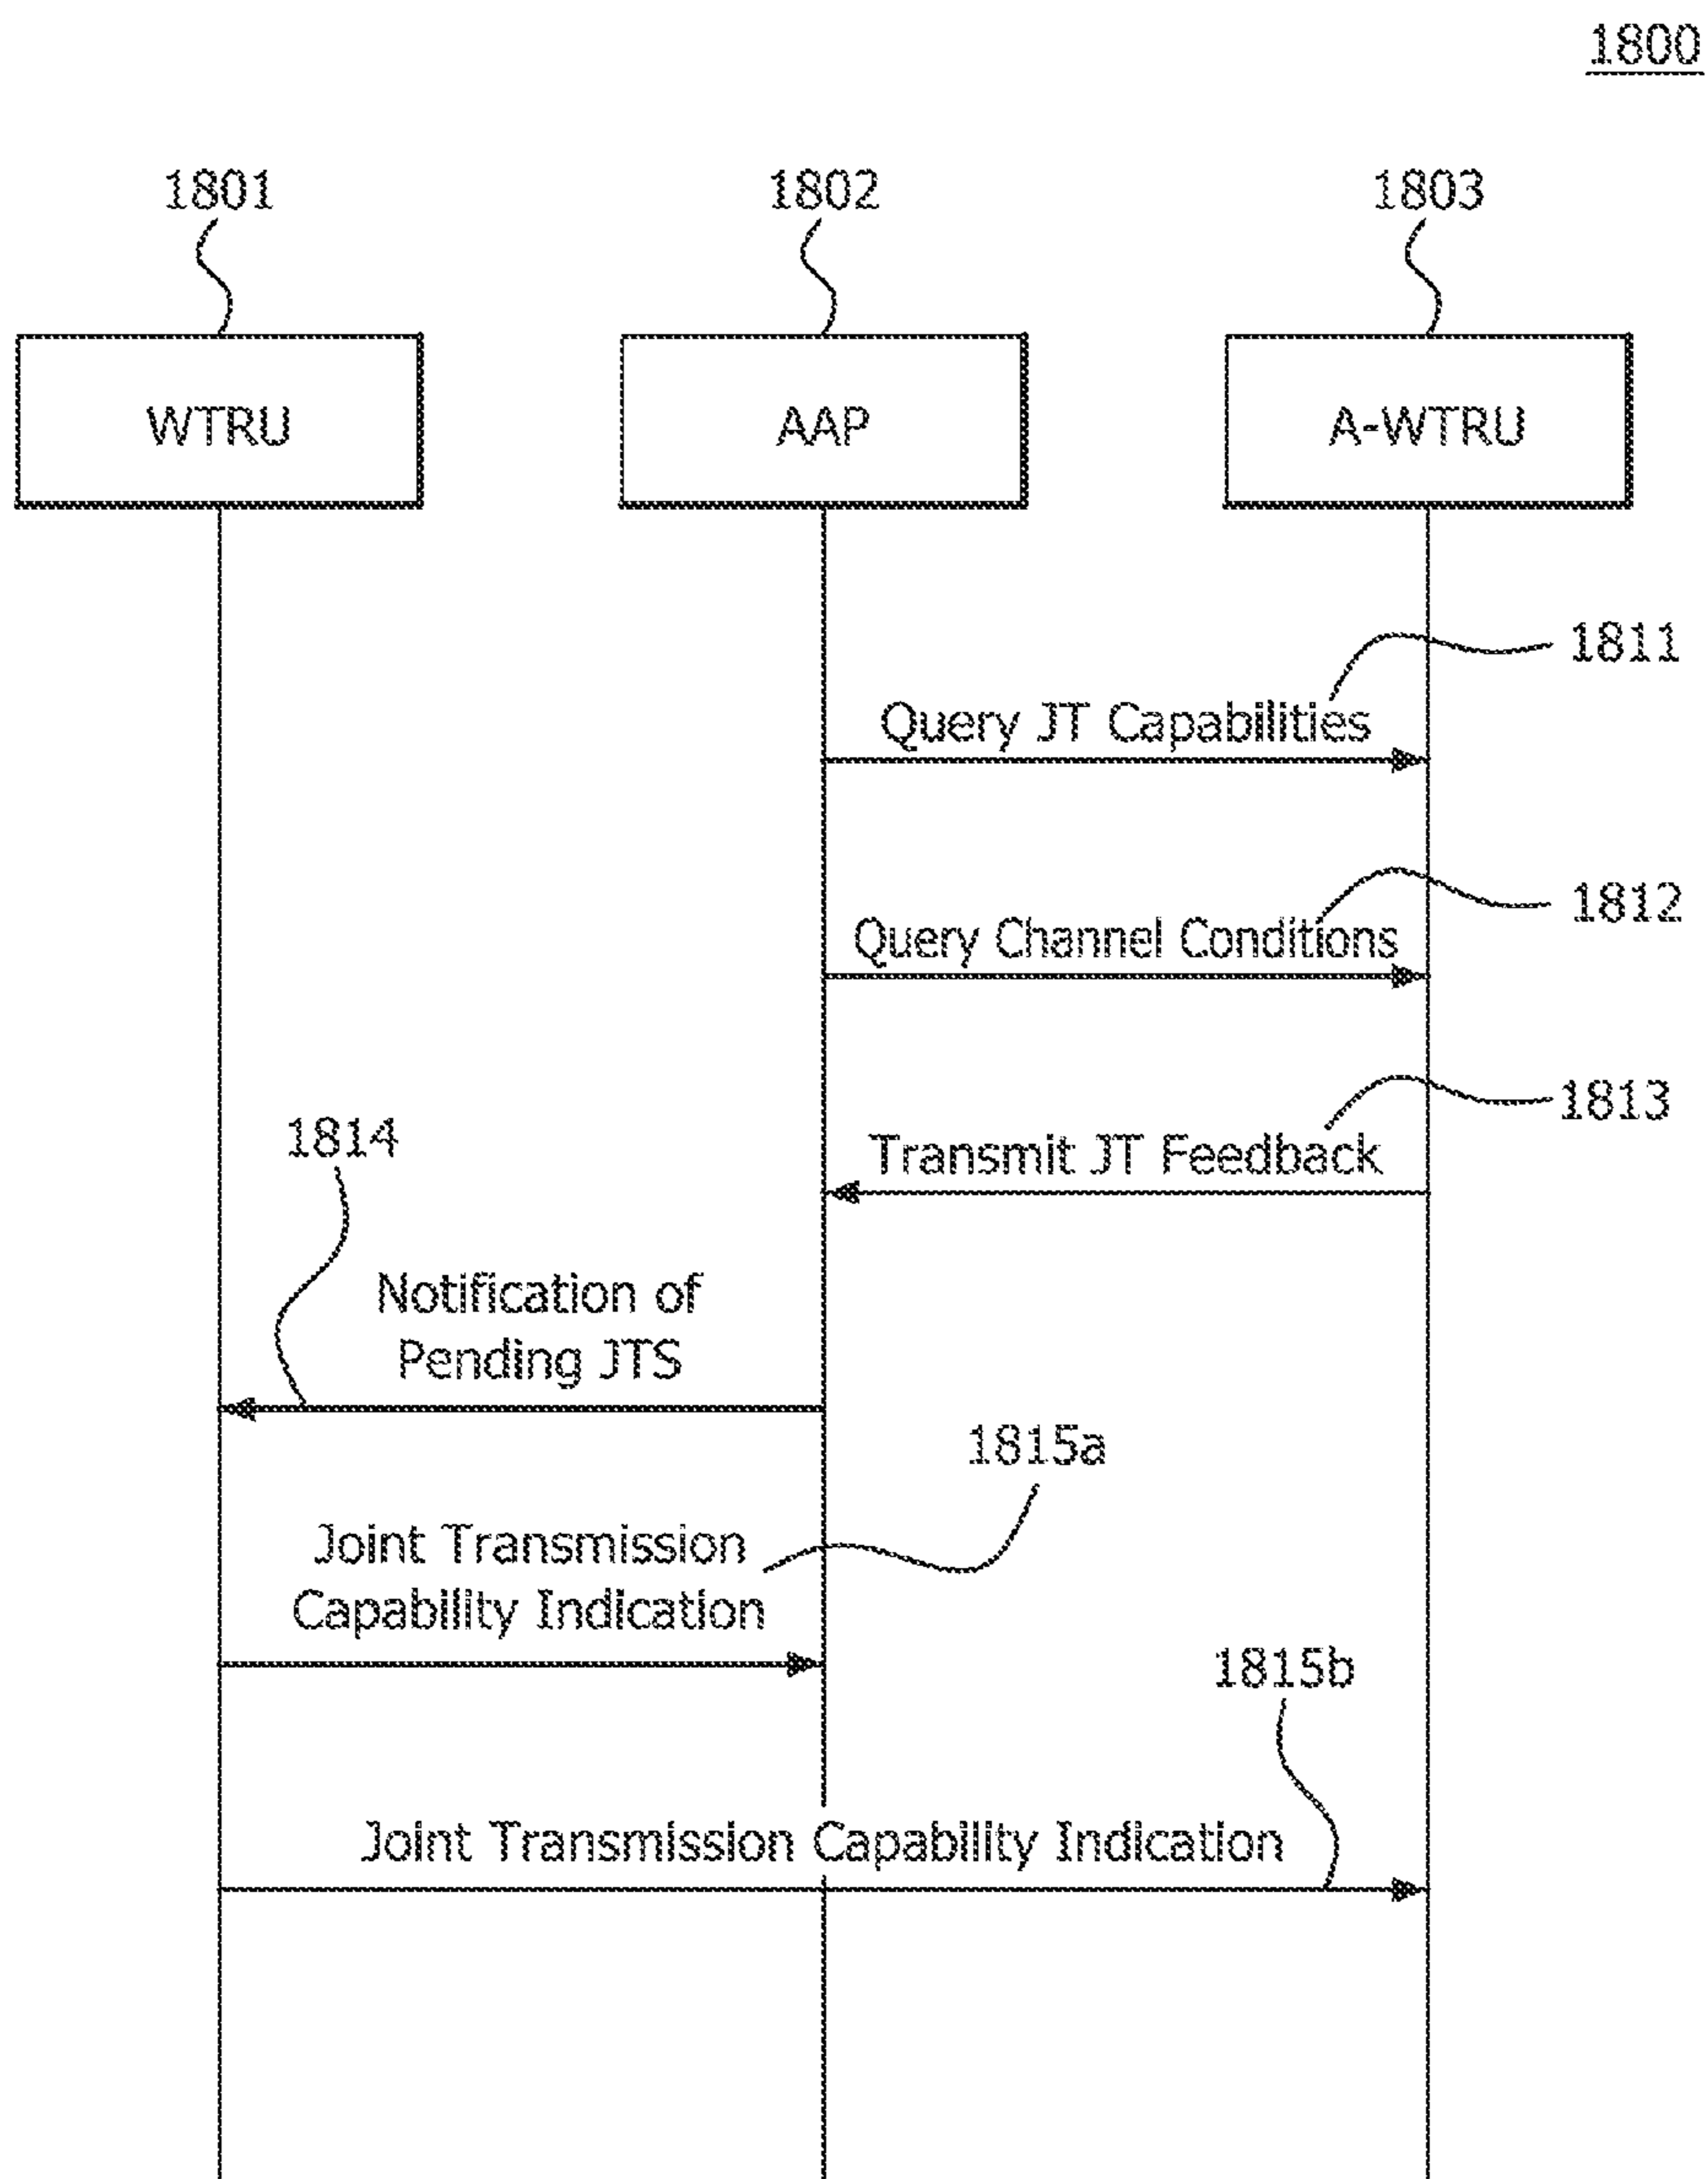 1800
1801
1802
1803
WTRU
AAP
A-WTRU
1811
Query JT Capabilities
1812
Query Channel Conditions
1813
Transmit JT Feedback
1814
Notification of
Pending JTS
1815a
Joint Transmission
Capability Indication
1815b
Joint Transmission Capability Indication